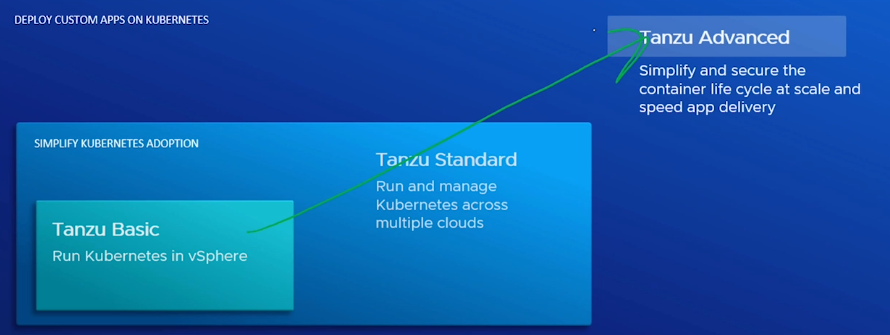 DEPLOY CUSTOM APPS ON KUBERNETES
Tanzu Advanced
Simplify and secure the
container life cycle at scale and
speed app delivery
SIMPLIFY KUBERNETES ADOPTION
Tanzu Standard
Run and manage
Kubernetes across
multiple clouds
Tanzu Basic
Run Kubernetes in vSphere